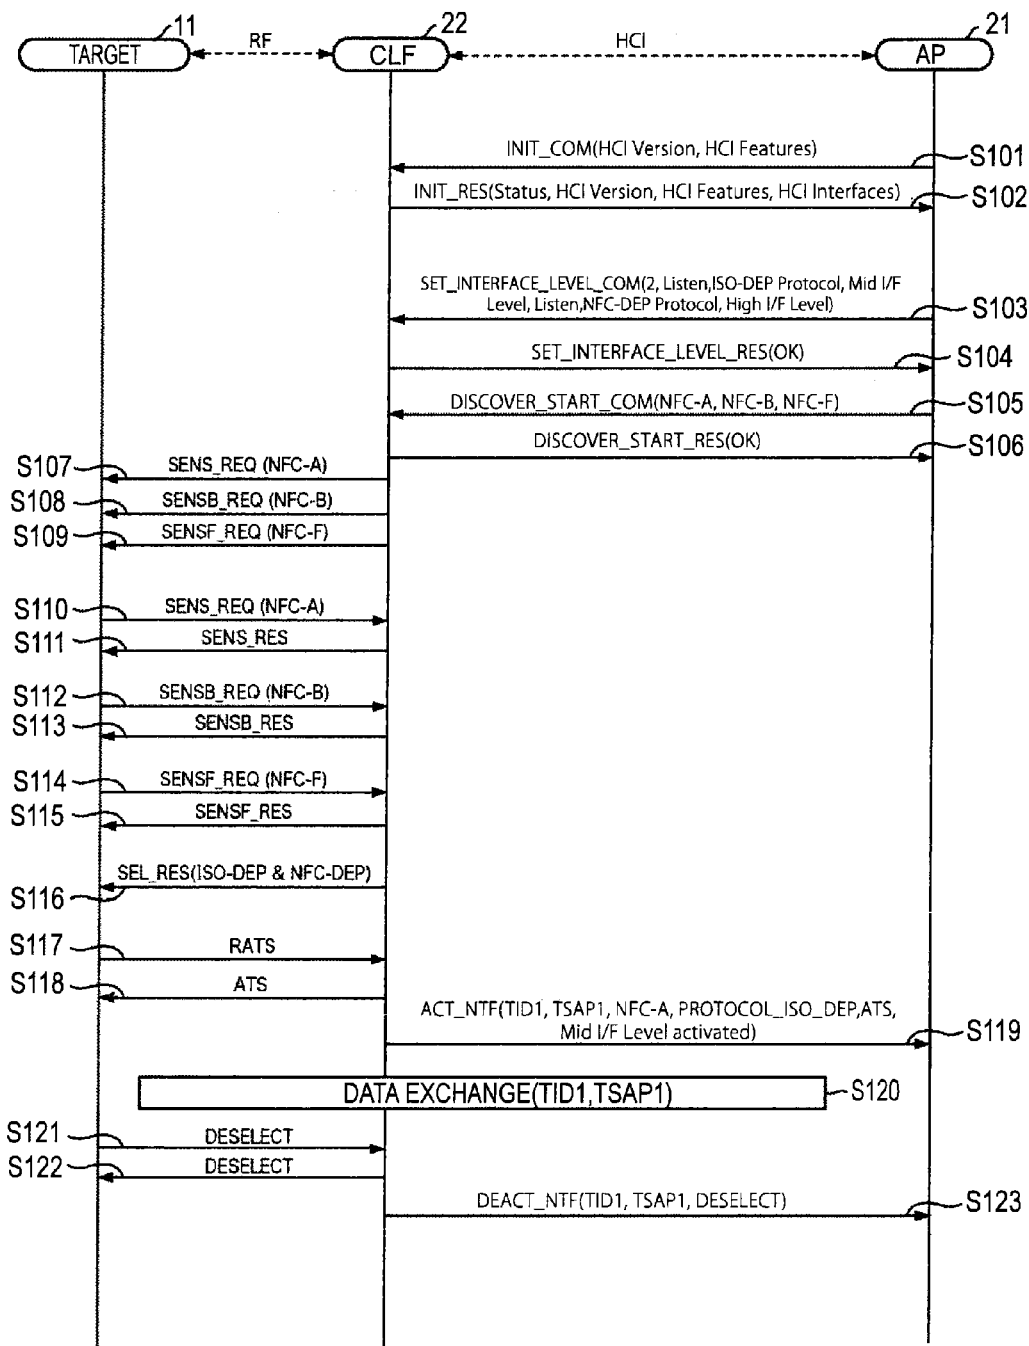 11
22
21
TARGET
RF
CLF
HCI
AP
INIT_COM(HCI Version, HCI Features)
S101
INIT_RES(Status, HCI Version, HCI Features, HCI Interfaces)
S102
SET_INTERFACE_LEVEL_COM(2, Listen,ISO-DEP Protocol, Mid I/F
Level, Listen,NFC-DEP Protocol, High I/F Level)
S103
SET_INTERFACE_LEVEL_RES(OK)
S104
DISCOVER_START_COM(NFC-A, NFC-B, NFC-F)
S105
DISCOVER_START_RES(OK)
S106
S107
SENS_REQ (NFC-A)
S108
SENSB_REQ (NFC-B)
S109
SENSF_REQ (NFC-F)
S110
SENS_REQ (NFC-A)
S111
SENS_RES
S112
SENSB_REQ (NFC-B)
S113
SENSB_RES
S114
SENSF_REQ (NFC-F)
S115
SENSF_RES
SEL_RES(ISO-DEP & NFC-DEP)
S116
S117
RATS
S118
ATS
ACT_NTF(TID1, TSAP1, NFC-A, PROTOCOL_ISO_DEP,ATS,
Mid I/F Level activated)
S119
DATA EXCHANGE(TID1,TSAP1)
S120
S121
DESELECT
S122
DESELECT
DEACT_NTF(TID1, TSAP1, DESELECT)
S123